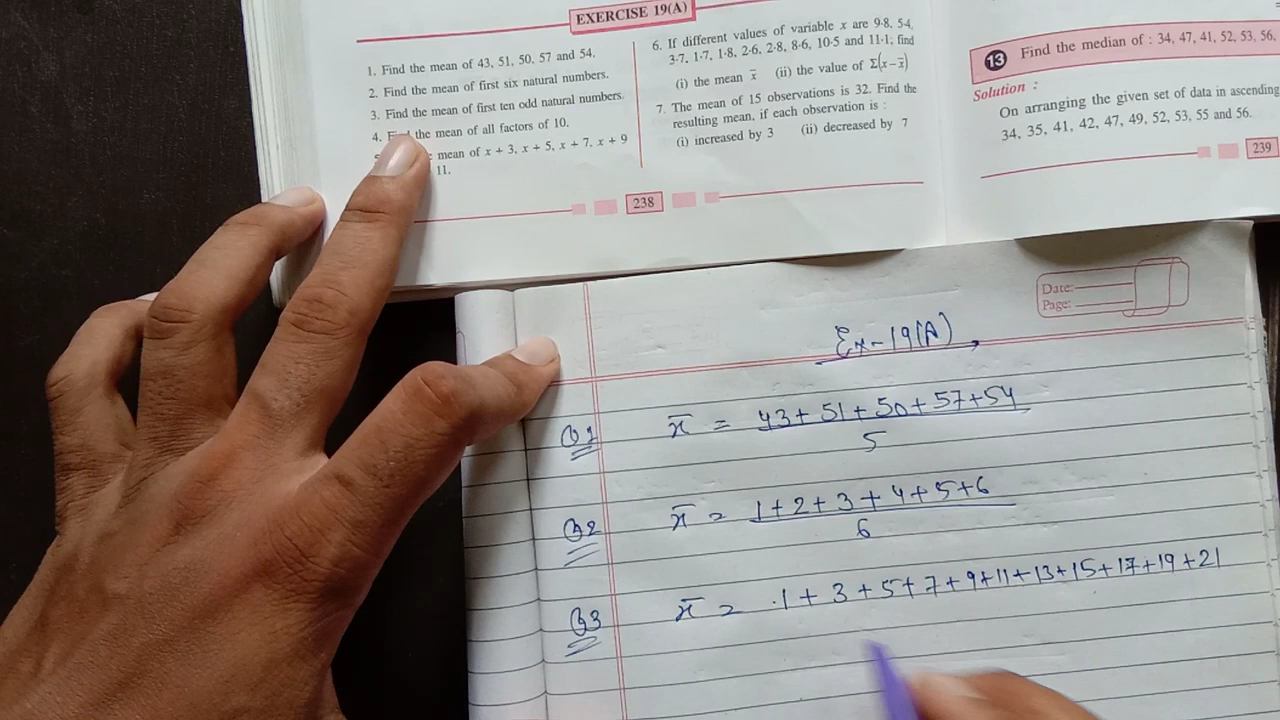 EXERCISE 19(A)
1. Find the mean of 43, 51, 50, 57 and 54.
2. Find the mean of first six natural numbers.
3. Find the mean of first ten odd natural numbers.
4. the mean of all factors of 10.
mean of x + 3, x + 5, x + 7, x + 9
11.
6. If different values of variable x are 9·8, 5·4,
3·7, 1·7, 1·8, 2·6, 2·8, 8·6, 10·5 and 11·1; find
(i) the mean x̄ (ii) the value of Σ(x−x̄)
7. The mean of 15 observations is 32. Find the
resulting mean, if each observation is :
(i) increased by 3 (ii) decreased by 7
238
13 Find the median of : 34, 47, 41, 52, 53, 56,
Solution :
On arranging the given set of data in ascending
34, 35, 41, 42, 47, 49, 52, 53, 55 and 56.
239
Date:
Page:
Ex-19(A)
Q1 x̄ = 43+51+50+57+54
5
Q2 x̄ = 1+2+3+4+5+6
6
Q3 x̄ = 1+3+5+7+9+11+13+15+17+19+21